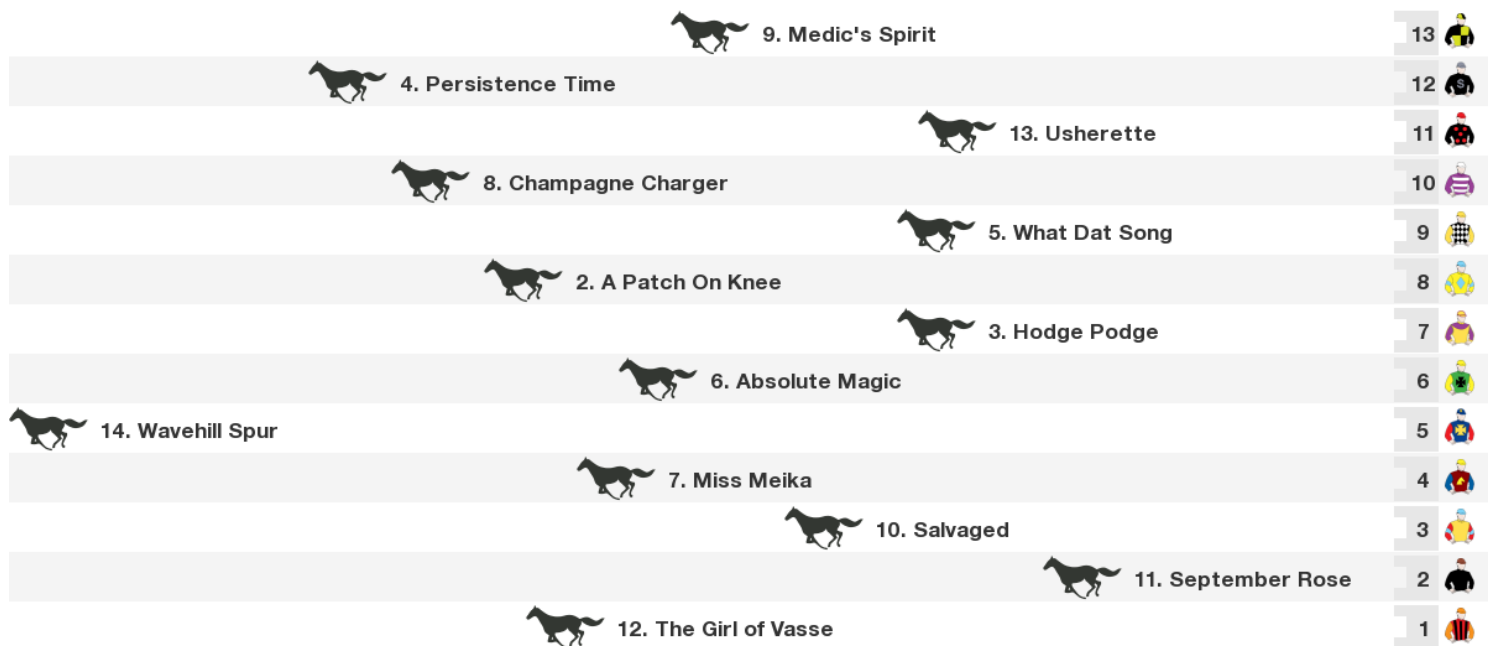 9. Medic's Spirit 13
4. Persistence Time 12 S
13. Usherette 11
8. Champagne Charger 10
5. What Dat Song 9
2. A Patch On Knee 8
3. Hodge Podge 7
6. Absolute Magic 6
14. Wavehill Spur 5
7. Miss Meika 4
10. Salvaged 3
11. September Rose 2
12. The Girl of Vasse 1